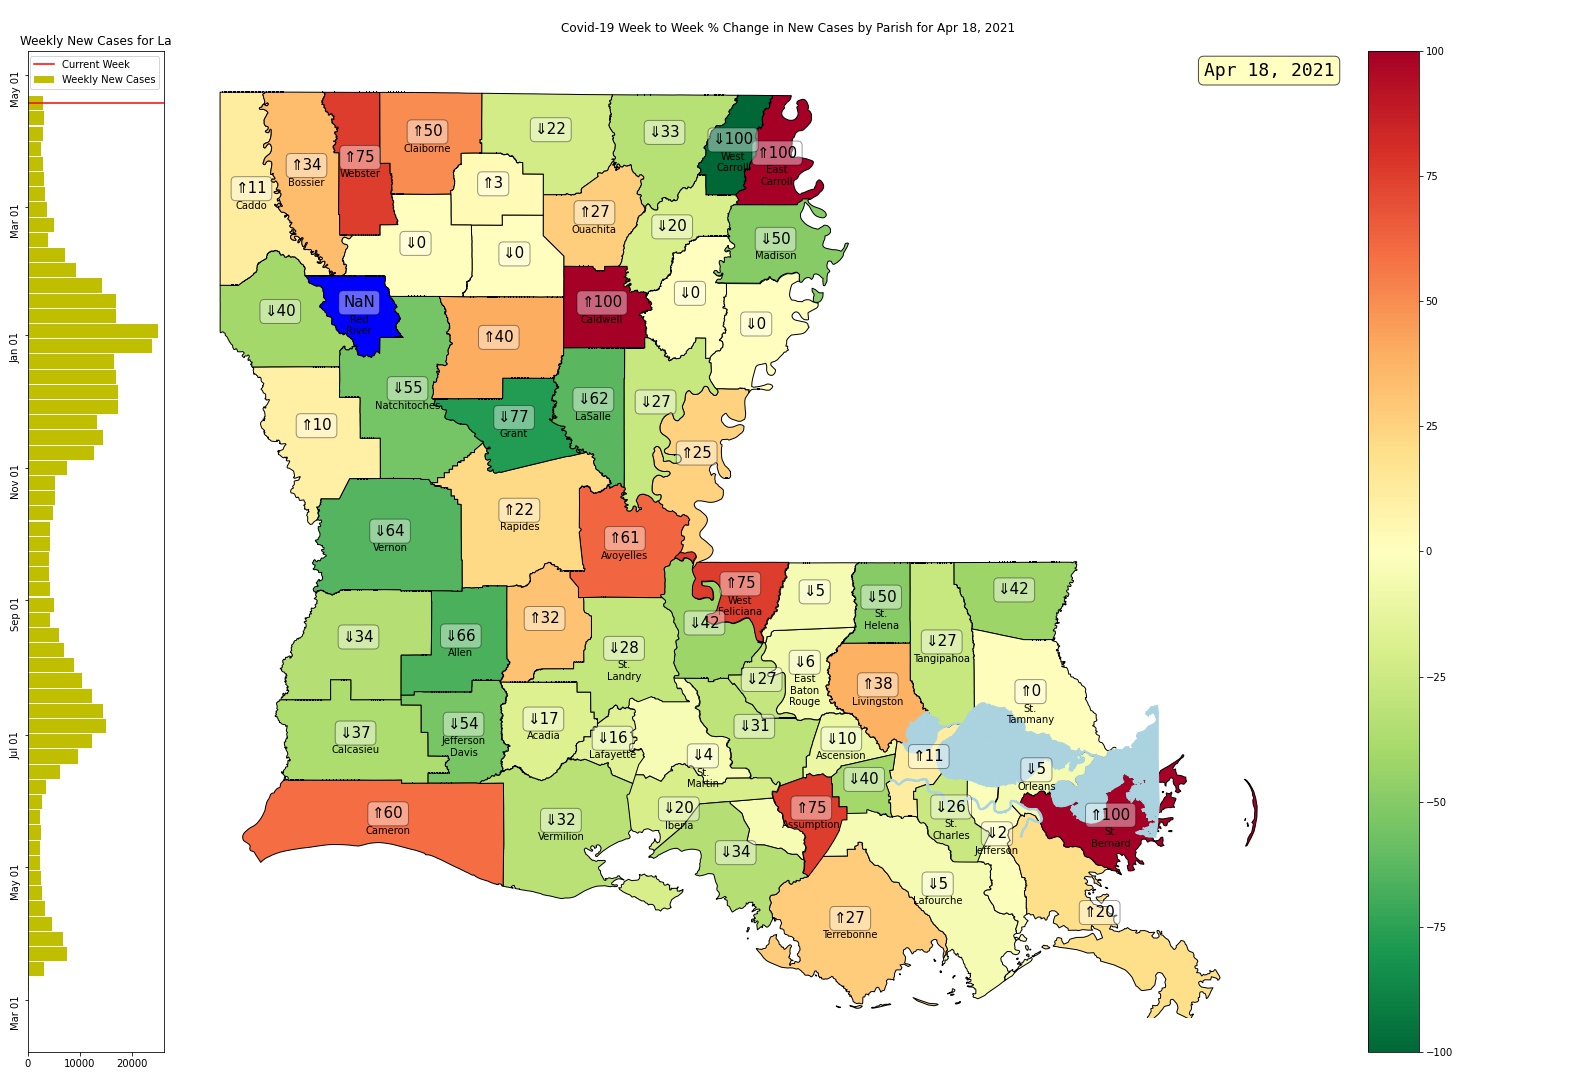 Covid-19 Week to Week % Change in New Cases by Parish for Apr 18, 2021
Weekly New Cases for La
Current Week
Weekly New Cases
May 01
Mar 01
Jan 01
Nov 01
Sep 01
Jul 01
May 01
Mar 01
0
10000
20000
Apr 18, 2021
⇑11
Caddo
⇑34
Bossier
⇑75
Webster
⇑50
Claiborne
⇓22
⇓33
⇓100
West
Carroll
⇑100
East
Carroll
⇑3
⇑27
Ouachita
⇓20
⇓50
Madison
⇓0
⇓0
⇓40
NaN
Red
River
⇑100
Caldwell
⇓0
⇓0
⇑40
⇓55
Natchitoches
⇓62
LaSalle
⇓27
⇑10
⇓77
Grant
⇑25
⇓64
Vernon
⇑22
Rapides
⇑61
Avoyelles
⇑75
West
Feliciana
⇓5
⇓50
St.
Helena
⇓42
⇓34
⇓66
Allen
⇑32
⇓42
⇓28
St.
Landry
⇓27
Tangipahoa
⇓27
⇓6
East
Baton
Rouge
⇑38
Livingston
⇑0
St.
Tammany
⇓37
Calcasieu
⇓54
Jefferson
Davis
⇓17
Acadia
⇓16
Lafayette
⇓4
St.
Martin
⇓31
⇓10
Ascension
⇑11
⇓5
Orleans
⇓40
⇑60
Cameron
⇓32
Vermilion
⇓20
Iberia
⇑75
Assumption
⇓26
St.
Charles
⇓2
Jefferson
⇑100
St.
Bernard
⇓34
⇓5
Lafourche
⇑27
Terrebonne
⇑20
100
75
50
25
0
−25
−50
−75
−100